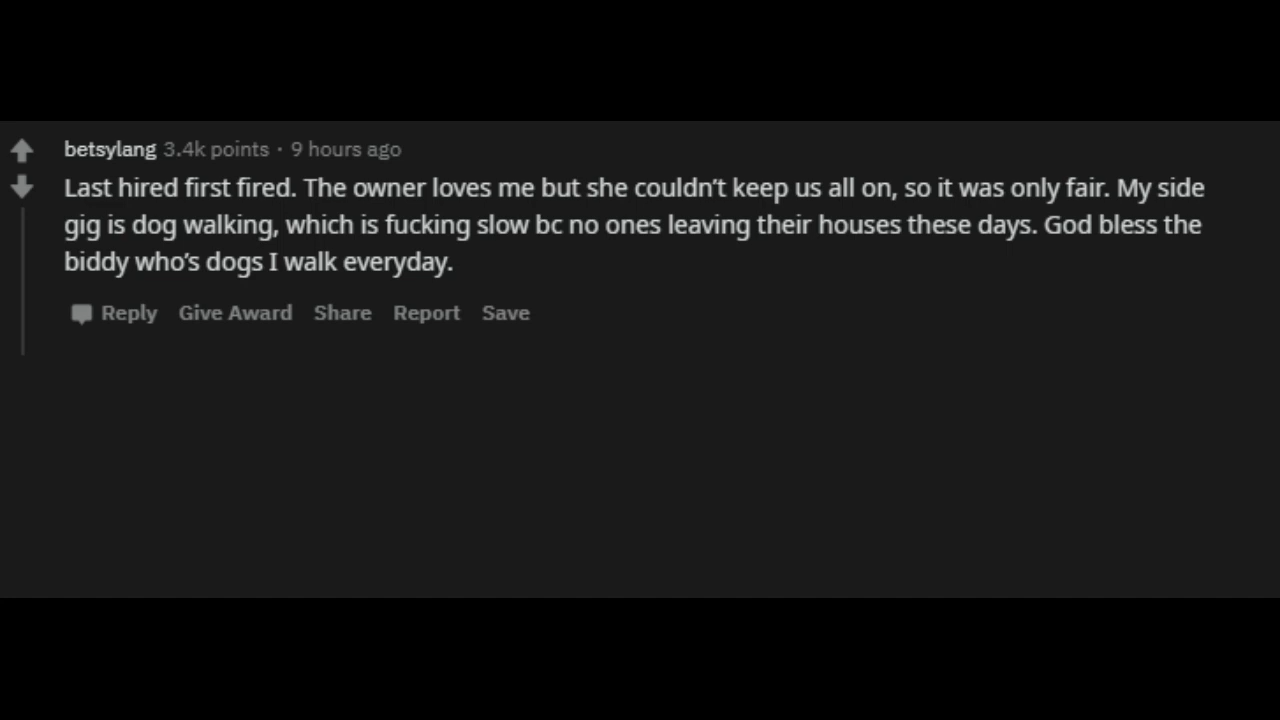 betsylang 3.4k points · 9 hours ago
Last hired first fired. The owner loves me but she couldn't keep us all on, so it was only fair. My side
gig is dog walking, which is fucking slow bc no ones leaving their houses these days. God bless the
biddy who's dogs I walk everyday.
Reply Give Award Share Report Save